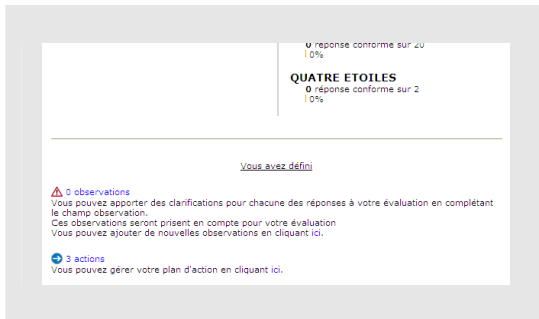 0 réponse conforme sur 20
0%
QUATRE ETOILES
0 réponse conforme sur 2
0%
Vous avez défini
0 observations
Vous pouvez apporter des clarifications pour chacune des réponses à votre évaluation en complétant
le champ observation.
Ces observations seront prisent en compte pour votre évaluation
Vous pouvez ajouter de nouvelles observations en cliquant ici.
3 actions
Vous pouvez gérer votre plan d'action en cliquant ici.